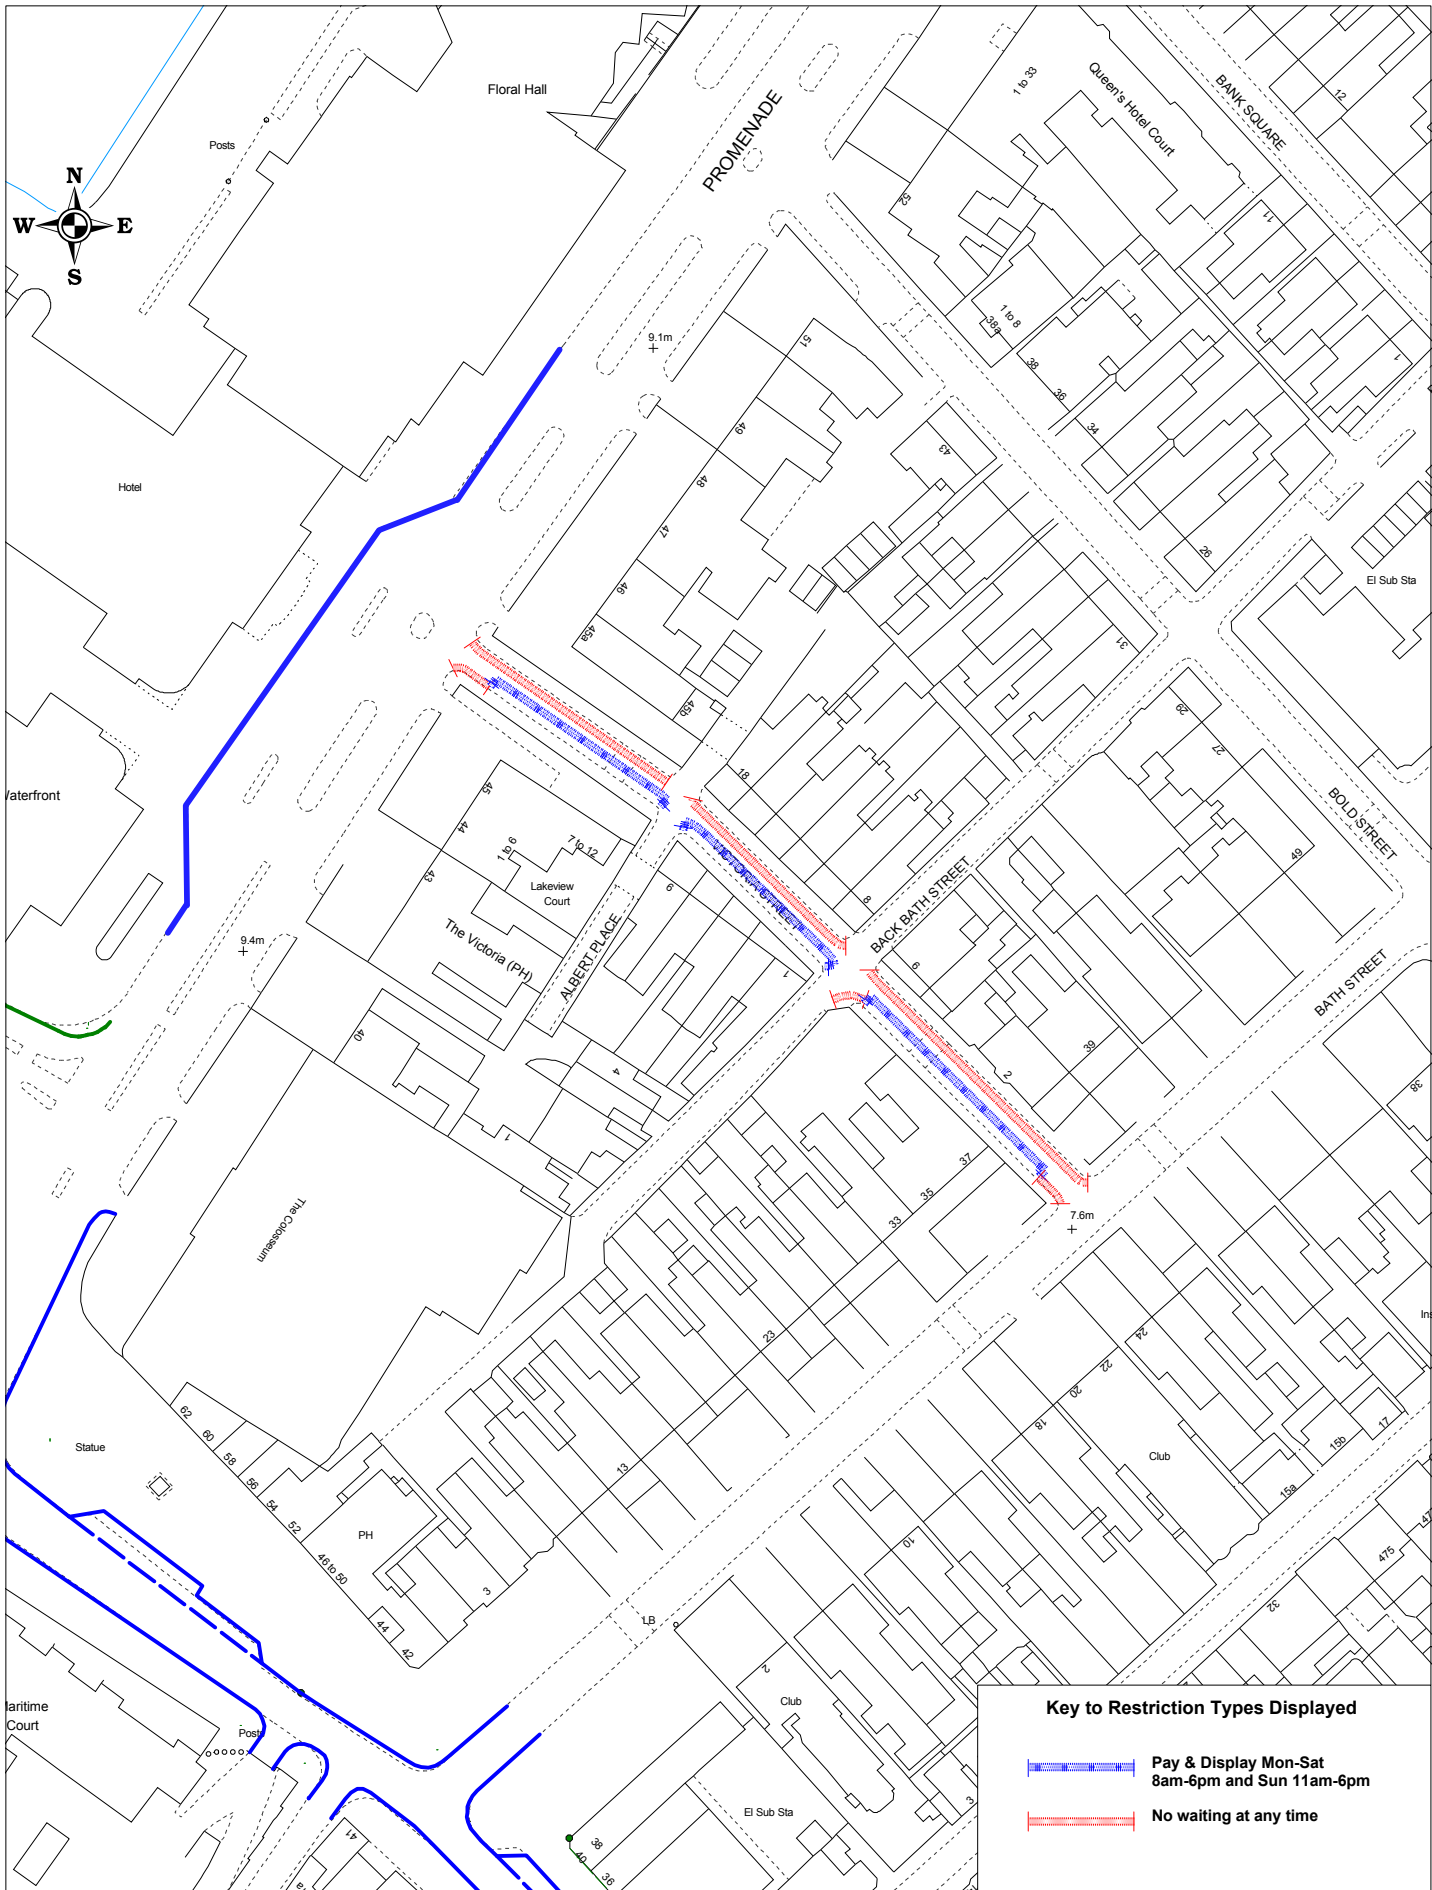 Floral Hall
PROMENADE
1 to 33
Queen's Hotel Court
BANK SQUARE
12
Posts
N
W
E
S
52
11
1 to 8
38a
38
36
34
1
9.1m
51
49
48
47
46
45a
45b
43
26
El Sub Sta
31
Hotel
18
29
27
BOLD STREET
49
45
44
43
1 to 6
7 to 12
Lakeview
Court
The Victoria (PH)
ALBERT PLACE
9
VICTORIA STREET
8
1
BACK BATH STREET
9
BATH STREET
9.4m
40
4
1
2
39
38
37
35
33
7.6m
The Colosseum
23
24
22
20
18
Club
17
15b
15a
62
60
58
56
54
52
46 to 50
44
42
Statue
PH
3
13
10
475
32
LB
2
Club
Posts
Court
41
El Sub Sta
3
38
40
36
Key to Restriction Types Displayed
Pay & Display Mon-Sat
8am-6pm and Sun 11am-6pm
No waiting at any time